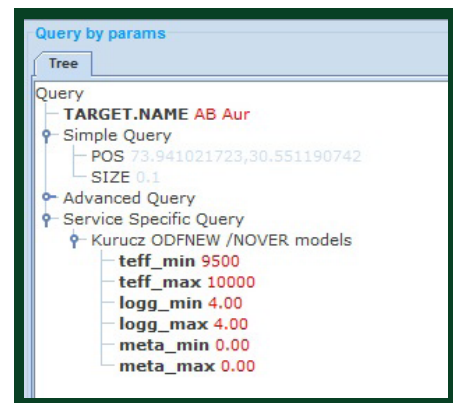 Query by params
Tree
Query
TARGET.NAME AB Aur
Simple Query
POS 73.941021723,30.551190742
SIZE 0.1
Advanced Query
Service Specific Query
Kurucz ODFNEW /NOVER models
teff_min 9500
teff_max 10000
logg_min 4.00
logg_max 4.00
meta_min 0.00
meta_max 0.00